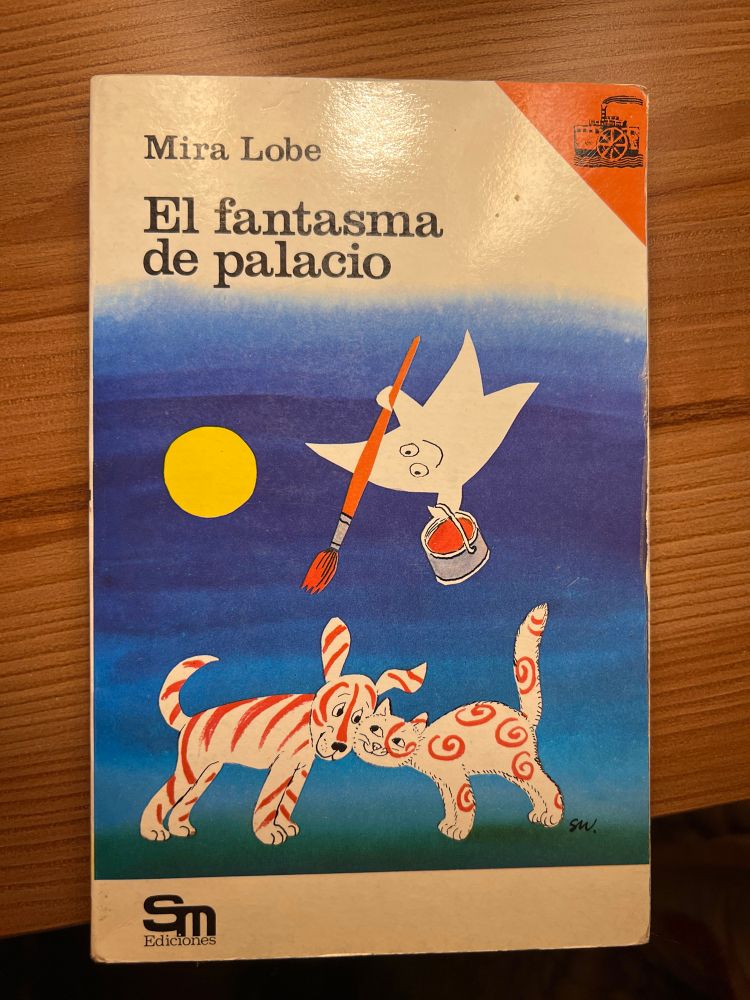 Mira Lobe
El fantasma
de palacio
SW.
Sm
Ediciones